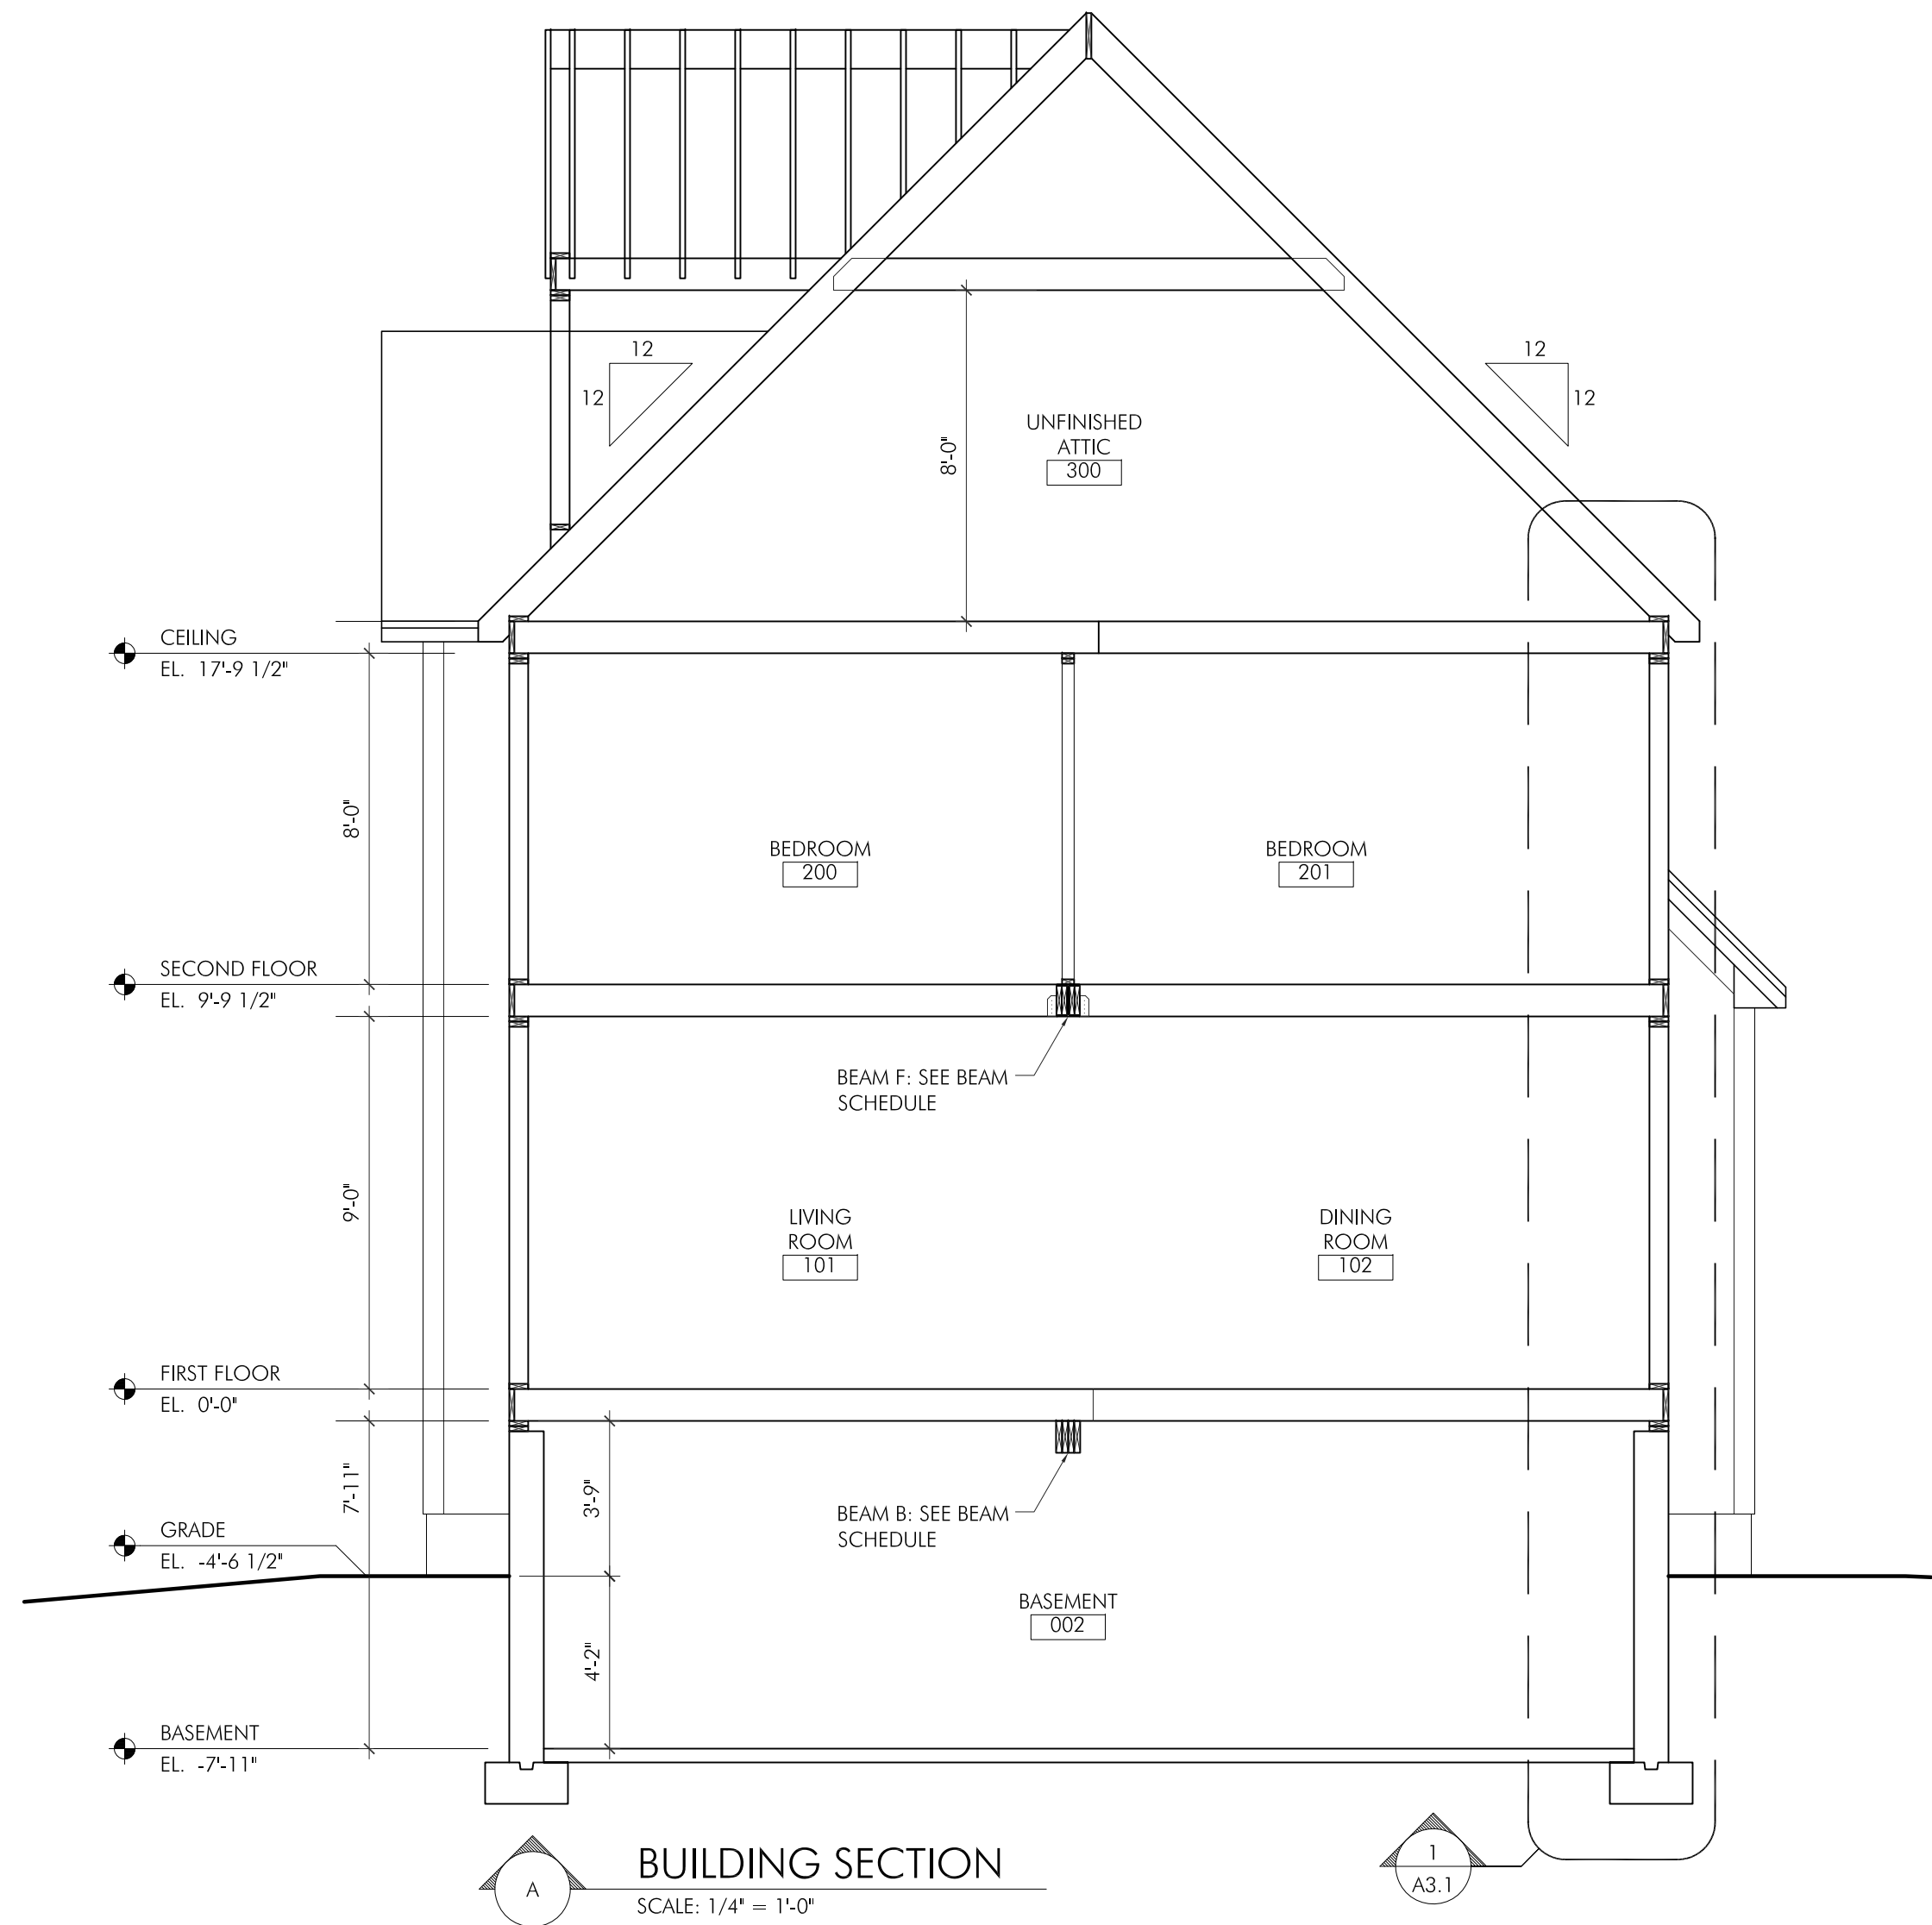 12
12
12
12
UNFINISHED
ATTIC
300
8'-0"
CEILING
EL. 17'-9 1/2"
8'-0"
BEDROOM
200
BEDROOM
201
SECOND FLOOR
EL. 9'-9 1/2"
BEAM F: SEE BEAM
SCHEDULE
9'-0"
LIVING
ROOM
101
DINING
ROOM
102
FIRST FLOOR
EL. 0'-0"
7'-11"
3'-9"
BEAM B: SEE BEAM
SCHEDULE
GRADE
EL. -4'-6 1/2"
BASEMENT
002
4'-2"
BASEMENT
EL. -7'-11"
A
BUILDING SECTION
SCALE: 1/4" = 1'-0"
1
A3.1